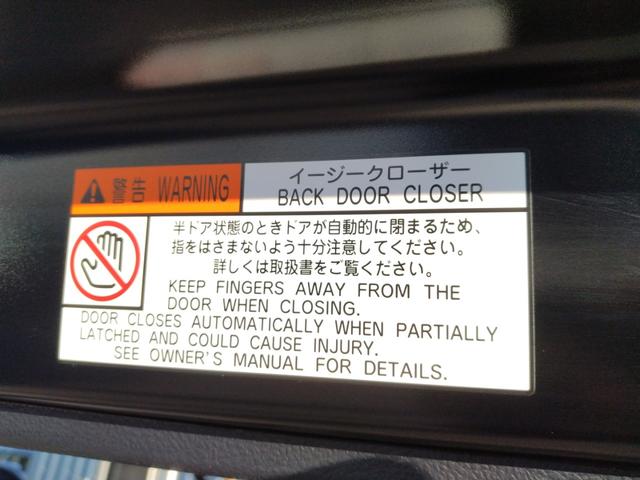 警告 WARNING
イージークローザー
BACK DOOR CLOSER
半ドア状態のときドアが自動的に閉まるため、
指をはさまないよう十分注意してください。
詳しくは取扱書をご覧ください。
KEEP FINGERS AWAY FROM THE
DOOR WHEN CLOSING.
DOOR CLOSES AUTOMATICALLY WHEN PARTIALLY
LATCHED AND COULD CAUSE INJURY.
SEE OWNER'S MANUAL FOR DETAILS.